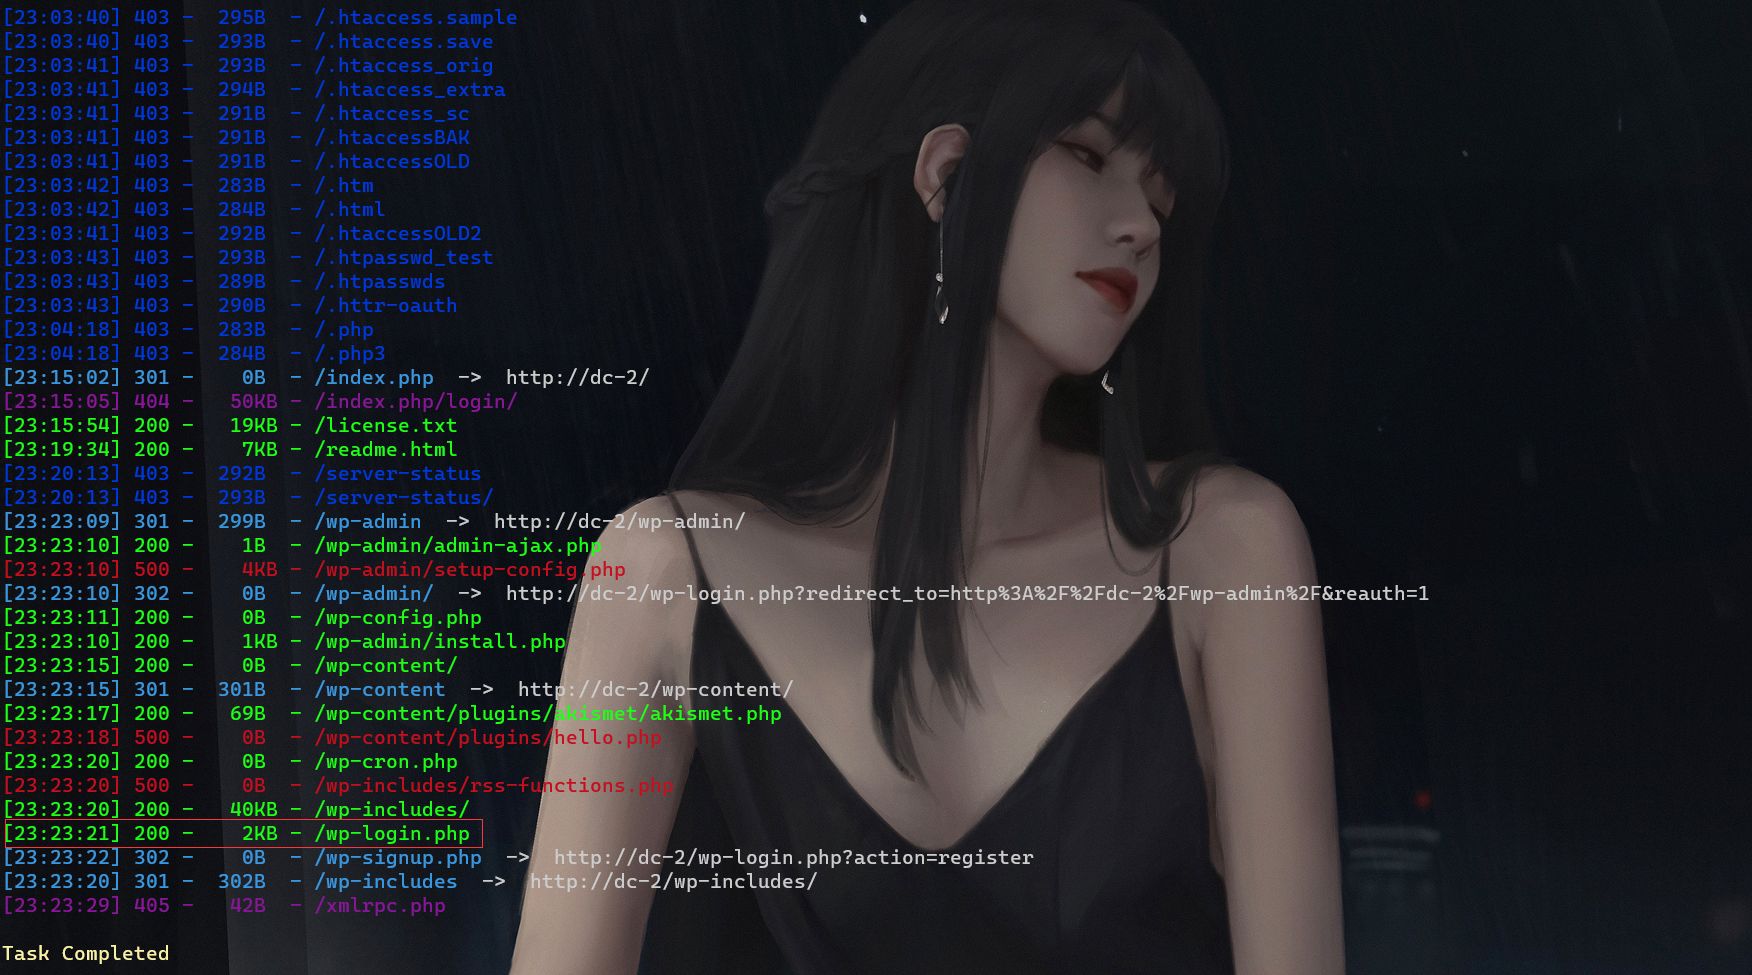 [23:03:40] 403 -  295B  - /.htaccess.sample
[23:03:40] 403 -  293B  - /.htaccess.save
[23:03:41] 403 -  293B  - /.htaccess_orig
[23:03:41] 403 -  294B  - /.htaccess_extra
[23:03:41] 403 -  291B  - /.htaccess_sc
[23:03:41] 403 -  291B  - /.htaccessBAK
[23:03:41] 403 -  291B  - /.htaccessOLD
[23:03:42] 403 -  283B  - /.htm
[23:03:42] 403 -  284B  - /.html
[23:03:41] 403 -  292B  - /.htaccessOLD2
[23:03:43] 403 -  293B  - /.htpasswd_test
[23:03:43] 403 -  289B  - /.htpasswds
[23:03:43] 403 -  290B  - /.httr-oauth
[23:04:18] 403 -  283B  - /.php
[23:04:18] 403 -  284B  - /.php3
[23:15:02] 301 -    0B  - /index.php  ->  http://dc-2/
[23:15:05] 404 -   50KB - /index.php/login/
[23:15:54] 200 -   19KB - /license.txt
[23:19:34] 200 -    7KB - /readme.html
[23:20:13] 403 -  292B  - /server-status
[23:20:13] 403 -  293B  - /server-status/
[23:23:09] 301 -  299B  - /wp-admin  ->  http://dc-2/wp-admin/
[23:23:10] 200 -    1B  - /wp-admin/admin-ajax.php
[23:23:10] 500 -    4KB - /wp-admin/setup-config.php
[23:23:10] 302 -    0B  - /wp-admin/  ->  http://dc-2/wp-login.php?redirect_to=http%3A%2F%2Fdc-2%2Fwp-admin%2F&reauth=1
[23:23:11] 200 -    0B  - /wp-config.php
[23:23:10] 200 -    1KB - /wp-admin/install.php
[23:23:15] 200 -    0B  - /wp-content/
[23:23:15] 301 -  301B  - /wp-content  ->  http://dc-2/wp-content/
[23:23:17] 200 -   69B  - /wp-content/plugins/akismet/akismet.php
[23:23:18] 500 -    0B  - /wp-content/plugins/hello.php
[23:23:20] 200 -    0B  - /wp-cron.php
[23:23:20] 500 -    0B  - /wp-includes/rss-functions.php
[23:23:20] 200 -   40KB - /wp-includes/
[23:23:21] 200 -    2KB - /wp-login.php
[23:23:22] 302 -    0B  - /wp-signup.php  ->  http://dc-2/wp-login.php?action=register
[23:23:20] 301 -  302B  - /wp-includes  ->  http://dc-2/wp-includes/
[23:23:29] 405 -   42B  - /xmlrpc.php
Task Completed